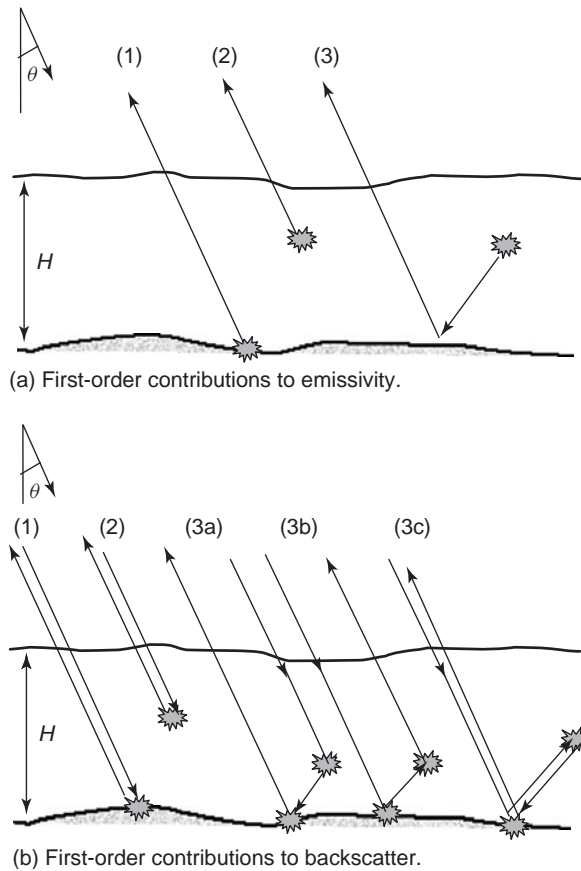 (1) (2) (3)
θ
H
(a) First-order contributions to emissivity.
θ
(1) (2) (3a) (3b) (3c)
H
(b) First-order contributions to backscatter.